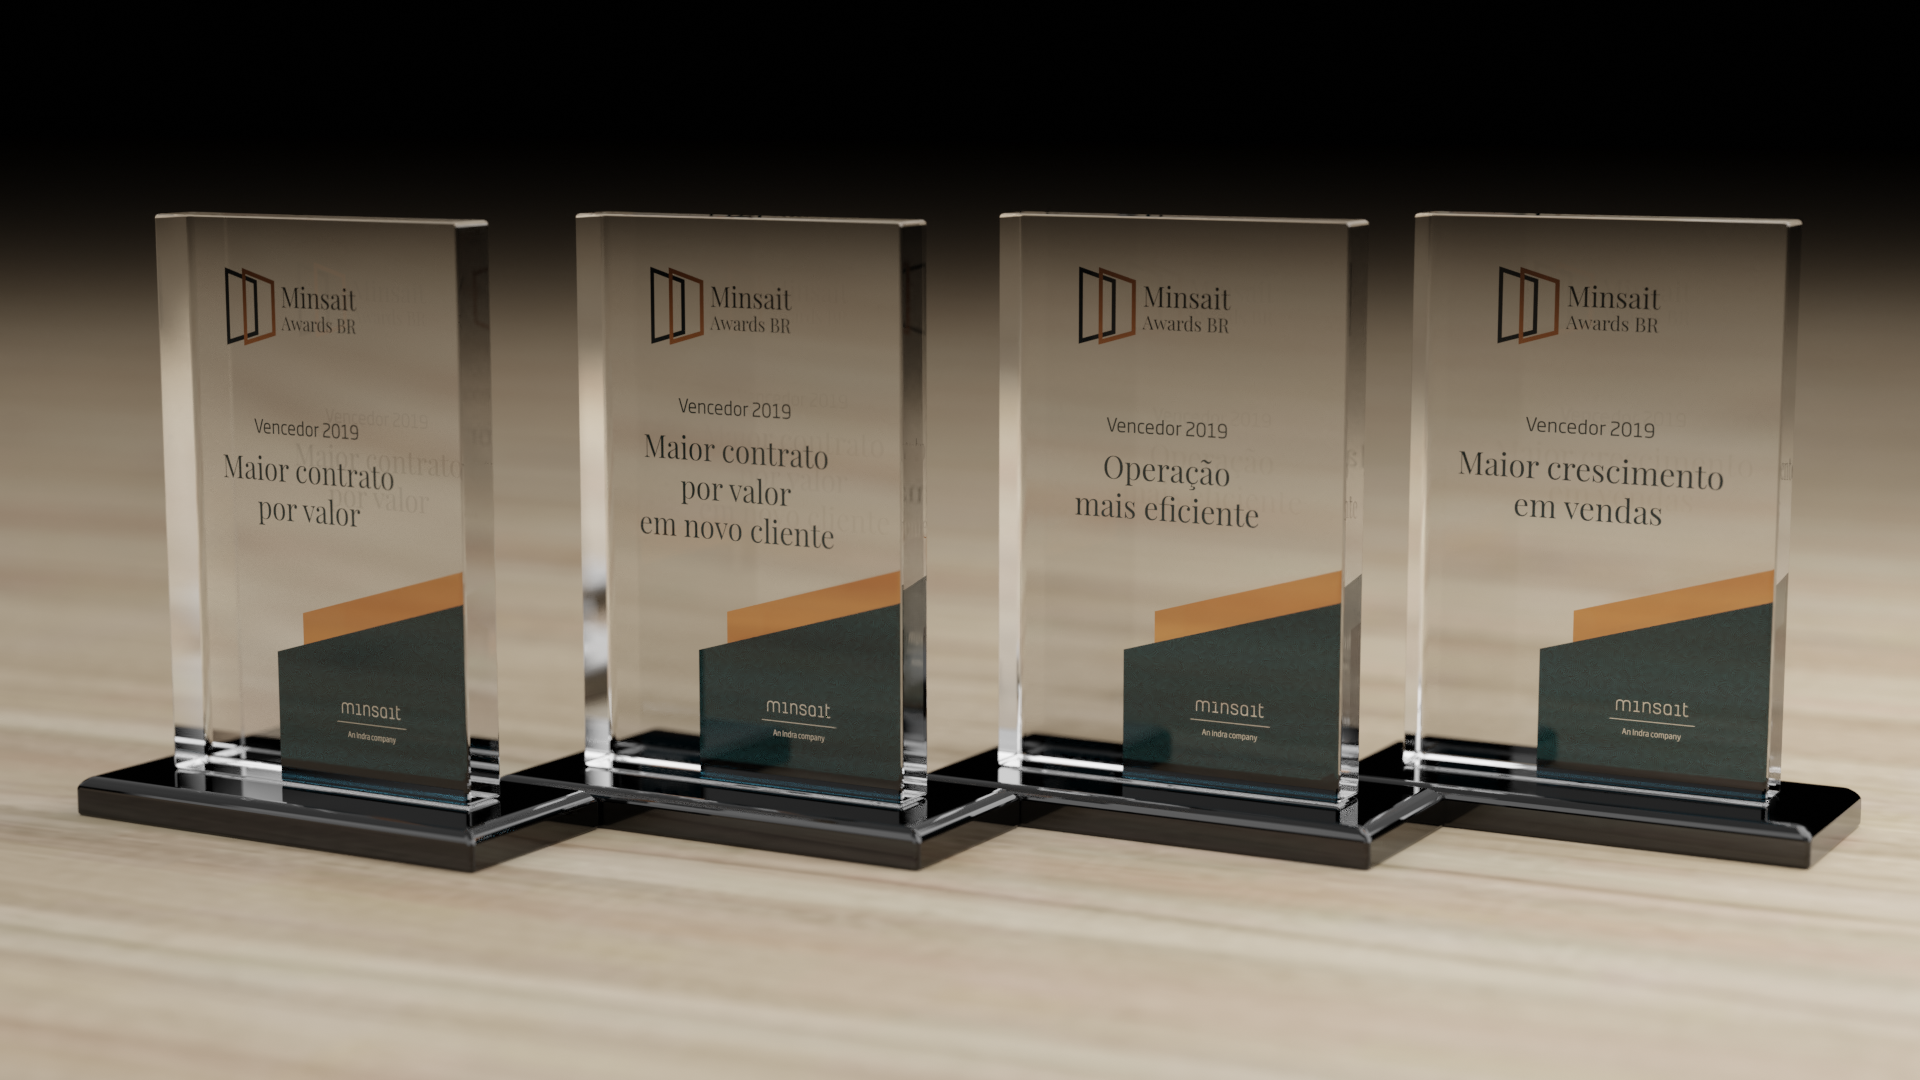 Minsait
Awards BR
Vencedor 2019
Maior contrato
por valor
minsait
An Indra company
Minsait
Awards BR
Vencedor 2019
Maior contrato
por valor
em novo cliente
minsait
An Indra company
Minsait
Awards BR
Vencedor 2019
Operação
mais eficiente
minsait
An Indra company
Minsait
Awards BR
Vencedor 2019
Maior crescimento
em vendas
minsait
An Indra company